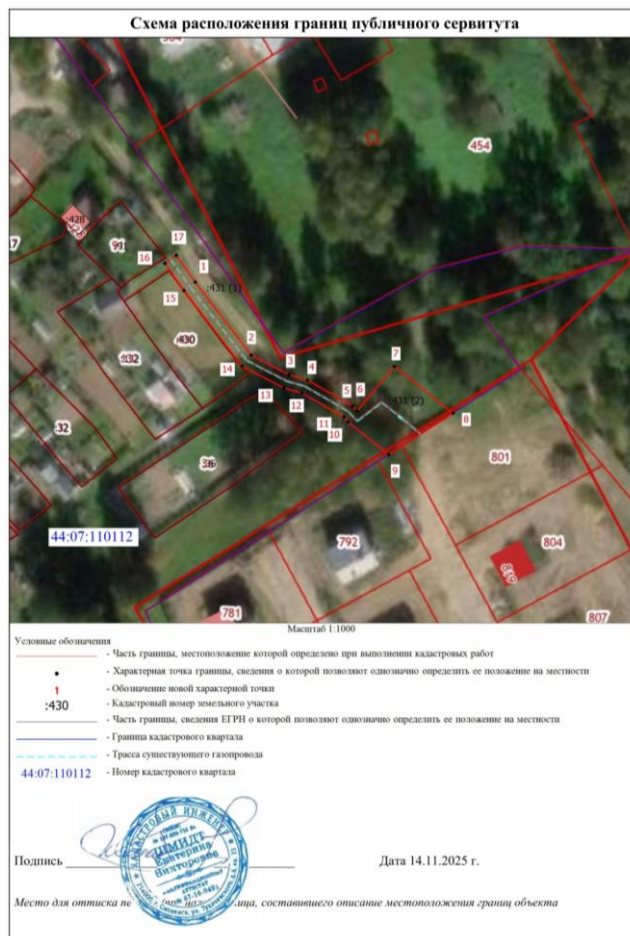 Схема расположения границ публичного сервитута
454
:428
91
17
16
1
:431 (1)
15
:430
2
14
3
4
7
132
13
12
5
6
:431 (2)
11
10
8
32
9
801
44:07:110112
792
804
819
781
807
Масштаб 1:1000
Условные обозначения
- Часть границы, местоположение которой определено при выполнении кадастровых работ
- Характерная точка границы, сведения о которой позволяют однозначно определить ее положение на местности
1 - Обозначение новой характерной точки
:430 - Кадастровый номер земельного участка
- Часть границы, сведения ЕГРН о которой позволяют однозначно определить ее положение на местности
- Граница кадастрового квартала
- Трасса существующего газопровода
44:07:110112 - Номер кадастрового квартала
КАДАСТРОВЫЙ ИНЖЕНЕР
ШМИДТ
Екатерина
Викторовна
Подпись Дата 14.11.2025 г.
Место для оттиска лица, составившего описание местоположения границ объекта